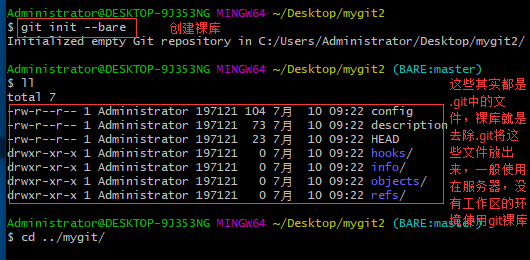 Administrator@DESKTOP-9J353NG MINGW64 ~/Desktop/mygit2
$ git init --bare 创建课库
Initialized empty Git repository in C:/Users/Administrator/Desktop/mygit2/
Administrator@DESKTOP-9J353NG MINGW64 ~/Desktop/mygit2 (BARE:master)
$ ll
total 7
-rw-r--r-- 1 Administrator 197121 104 7月 10 09:22 config
-rw-r--r-- 1 Administrator 197121 73 7月 10 09:22 description
-rw-r--r-- 1 Administrator 197121 23 7月 10 09:22 HEAD
drwxr-xr-x 1 Administrator 197121 0 7月 10 09:22 hooks/
drwxr-xr-x 1 Administrator 197121 0 7月 10 09:22 info/
drwxr-xr-x 1 Administrator 197121 0 7月 10 09:22 objects/
drwxr-xr-x 1 Administrator 197121 0 7月 10 09:22 refs/
这些其实都是
.git中的文
件，课库就是
去除.git将这
些文件放出
来，一般使用
在服务器，没
有工作区的环
境使用git课库
Administrator@DESKTOP-9J353NG MINGW64 ~/Desktop/mygit2 (BARE:master)
$ cd ../mygit/